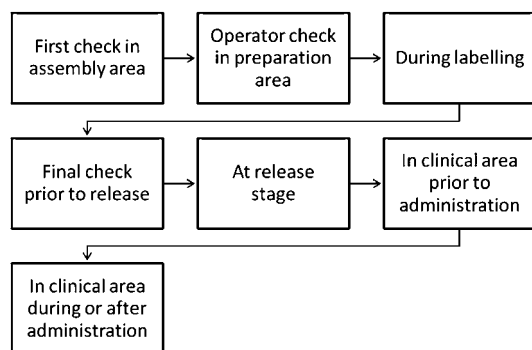 First check in
assembly area
Operator check
in preparation
area
During labelling
Final check
prior to release
At release
stage
In clinical area
prior to
administration
In clinical area
during or after
administration